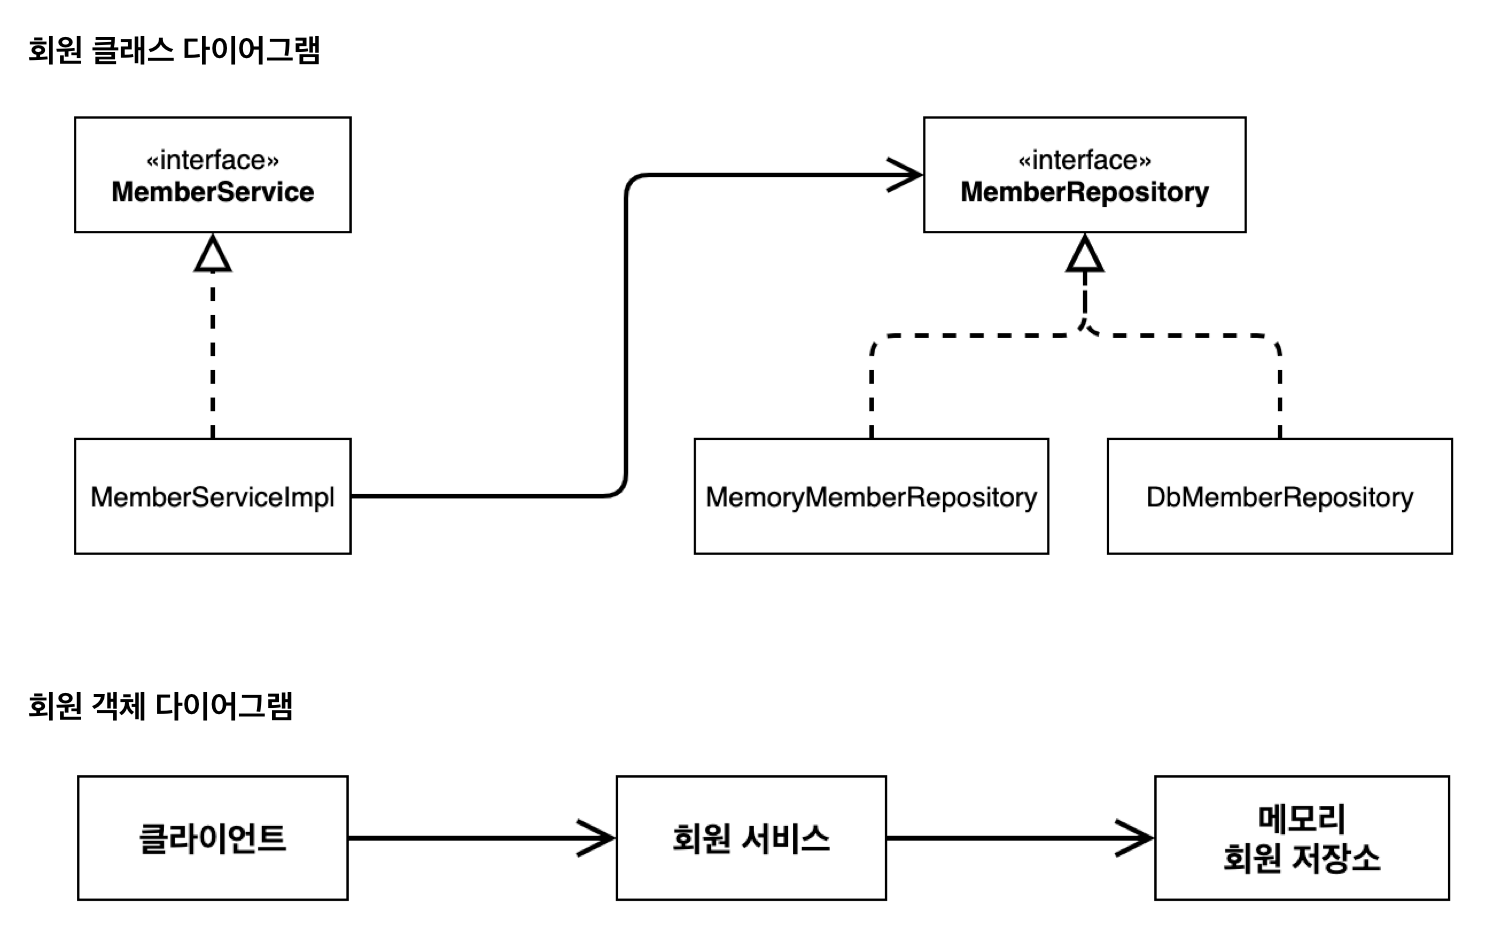 회원 클래스 다이어그램
«interface»
MemberService
«interface»
MemberRepository
MemberServiceImpl
MemoryMemberRepository
DbMemberRepository
회원 객체 다이어그램
클라이언트
회원 서비스
메모리
회원 저장소